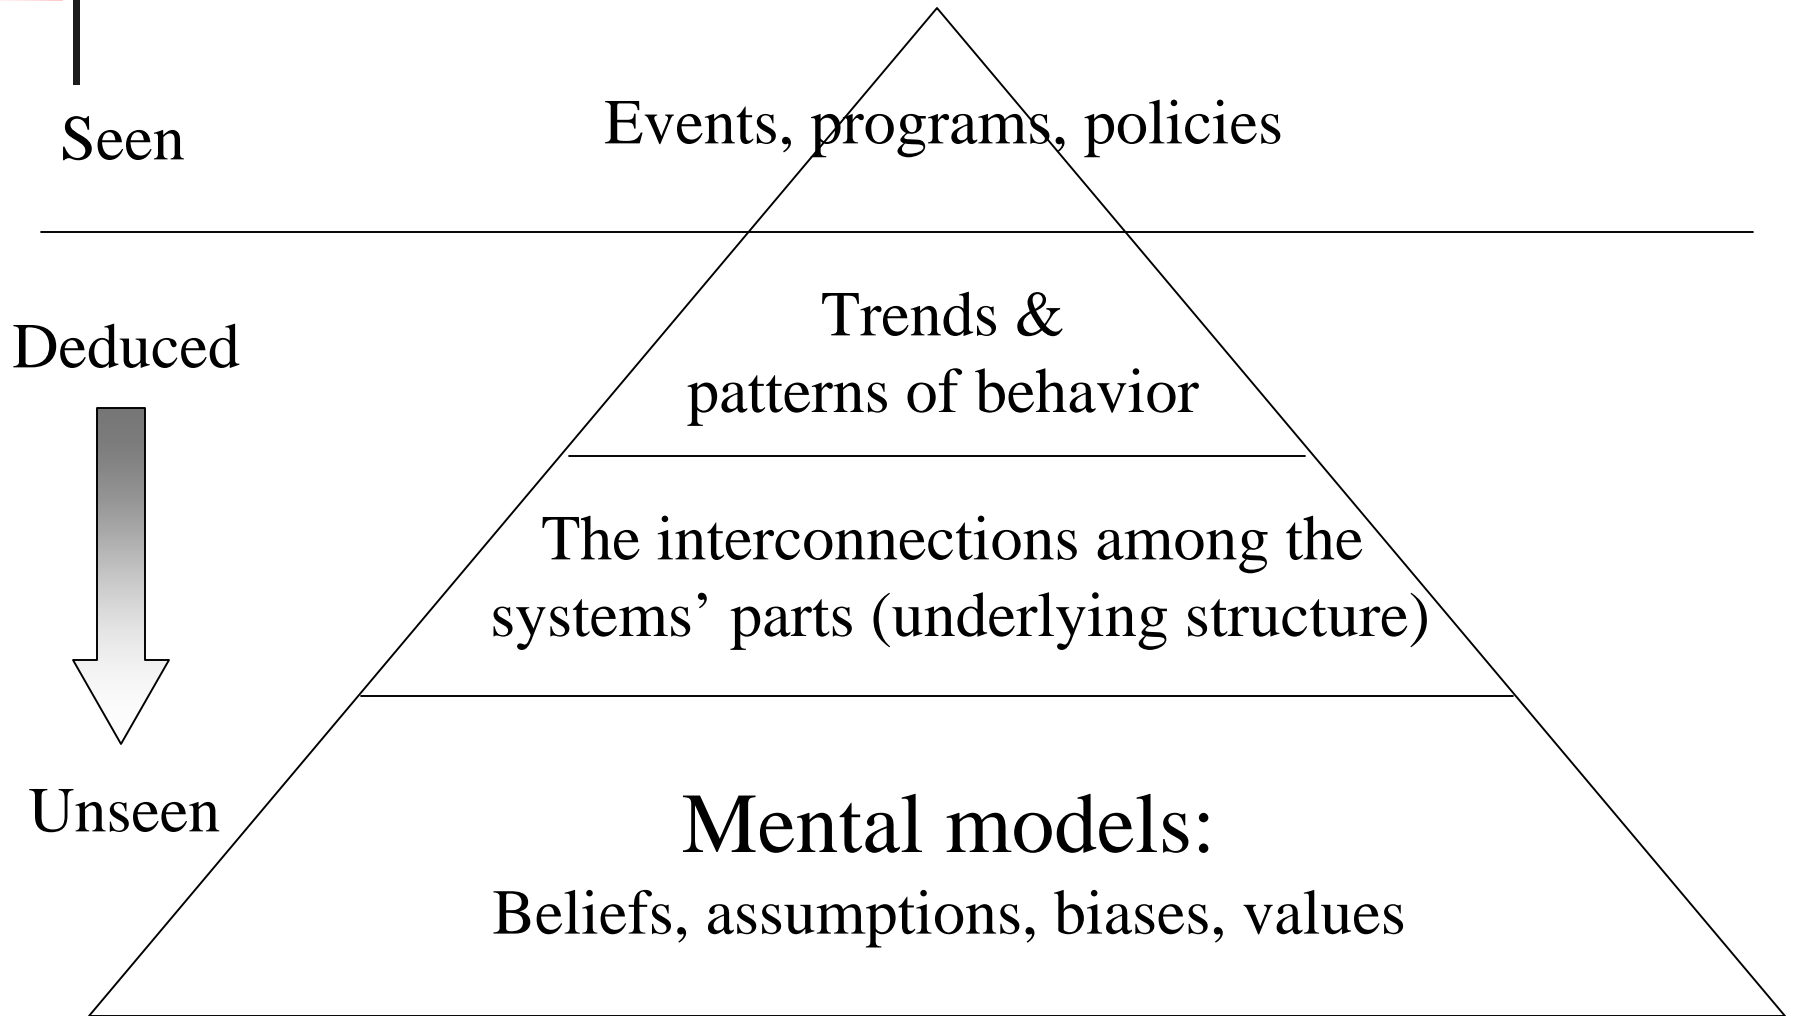 Seen
Events, programs, policies
Deduced
Trends &
patterns of behavior
The interconnections among the
systems’ parts (underlying structure)
Unseen
Mental models:
Beliefs, assumptions, biases, values